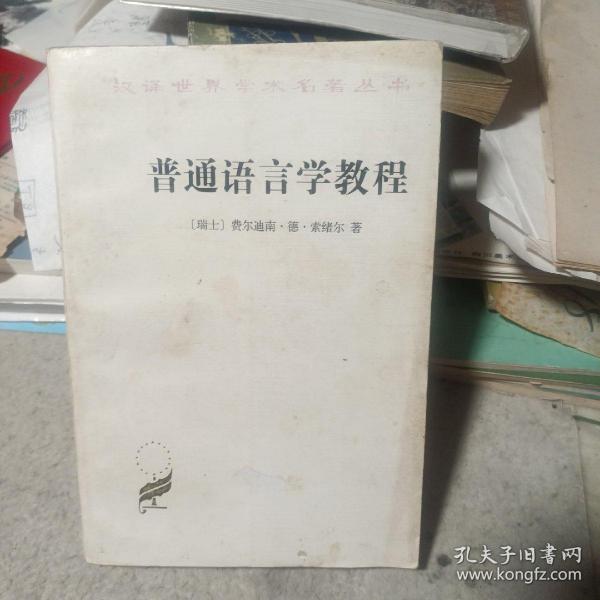 汉译世界学术名著丛书
普通语言学教程
〔瑞士〕费尔迪南·德·索绪尔 著
孔夫子旧书网
www.kongfz.com